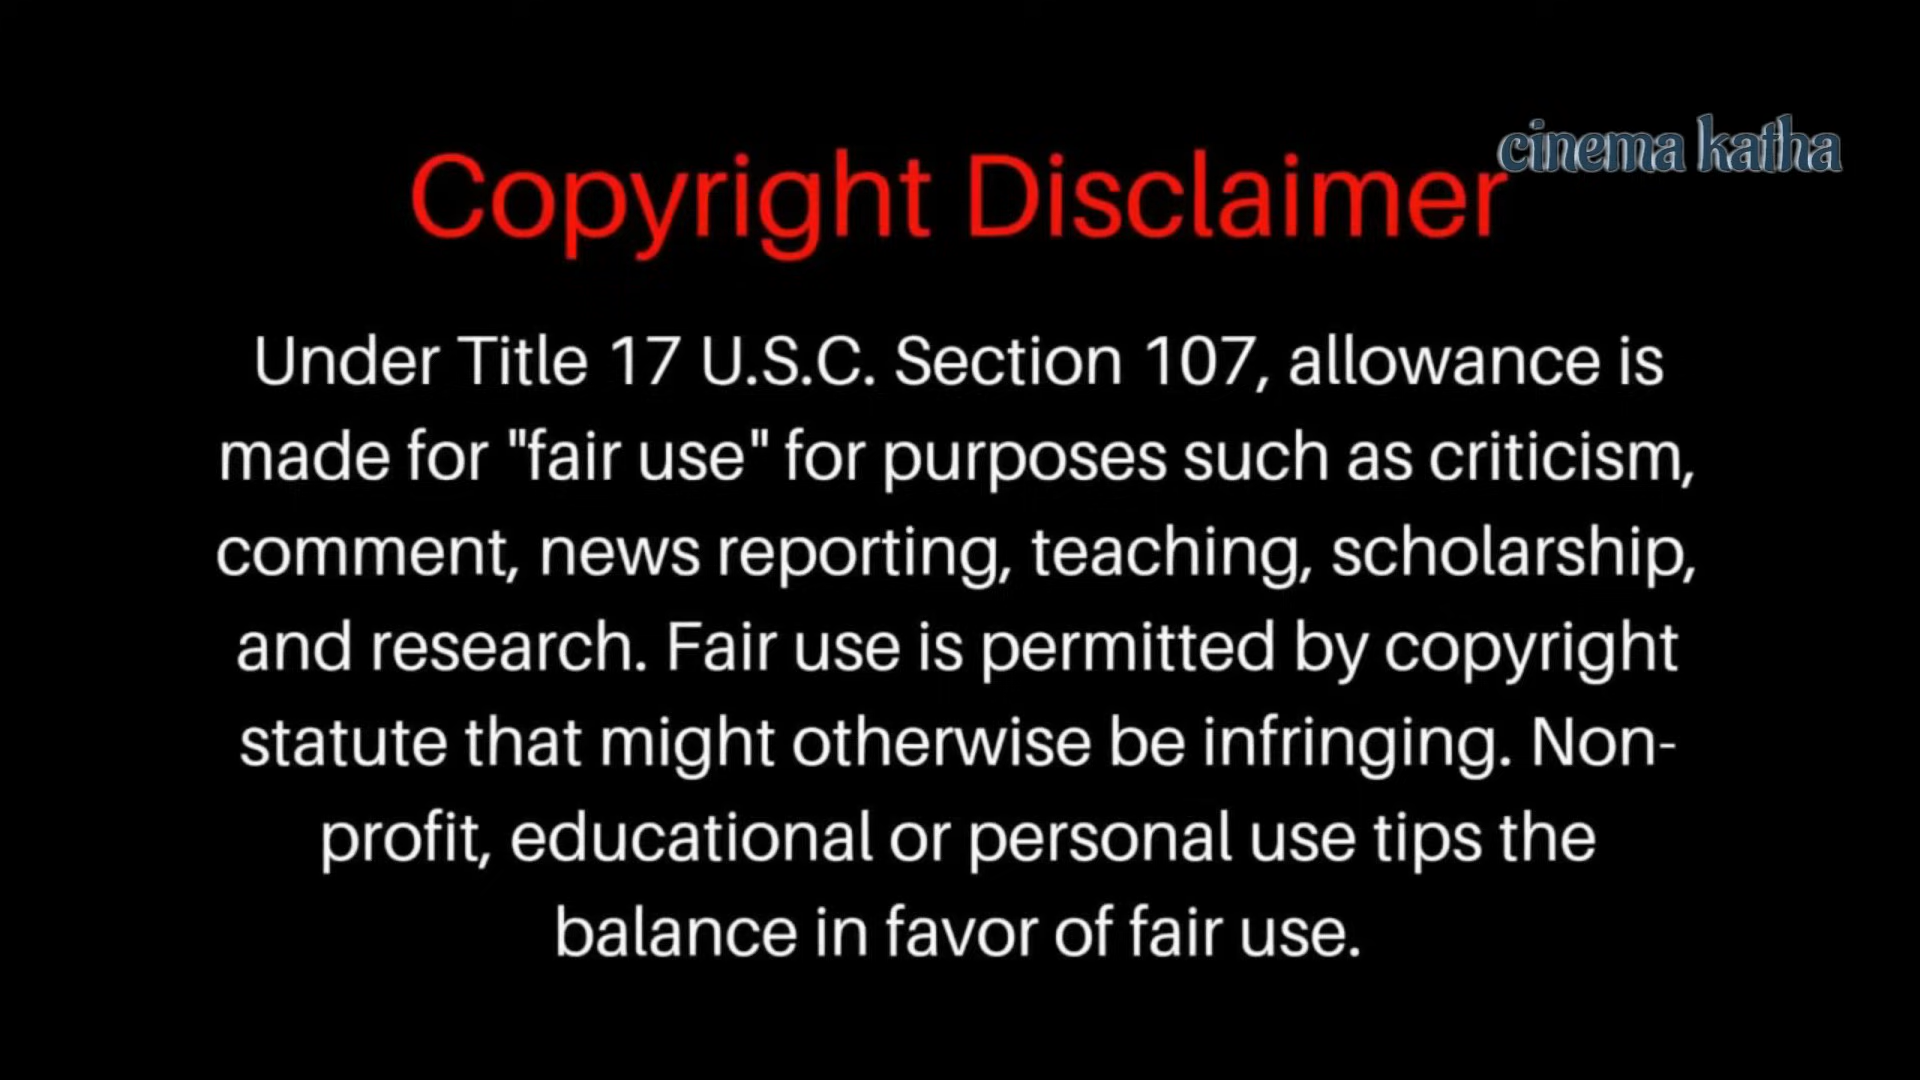 cinema katha
Copyright Disclaimer
Under Title 17 U.S.C. Section 107, allowance is
made for "fair use" for purposes such as criticism,
comment, news reporting, teaching, scholarship,
and research. Fair use is permitted by copyright
statute that might otherwise be infringing. Non-
profit, educational or personal use tips the
balance in favor of fair use.